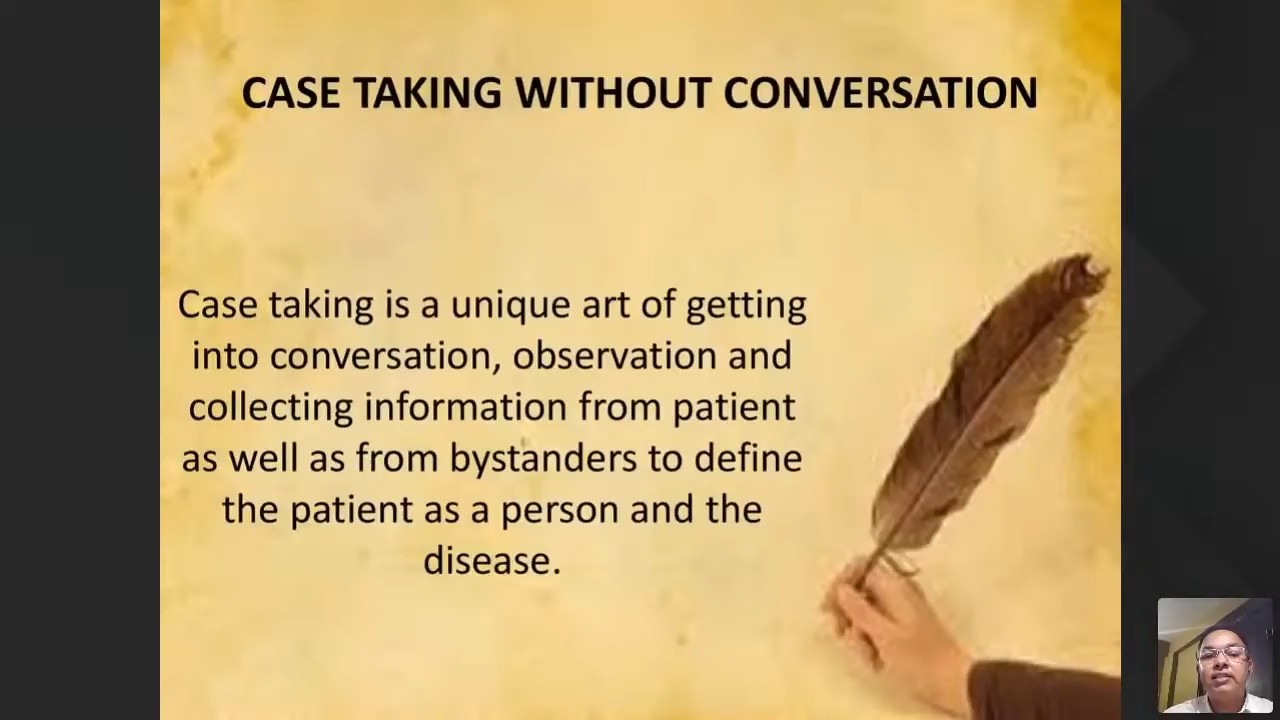 CASE TAKING WITHOUT CONVERSATION
Case taking is a unique art of getting
into conversation, observation and
collecting information from patient
as well as from bystanders to define
the patient as a person and the
disease.